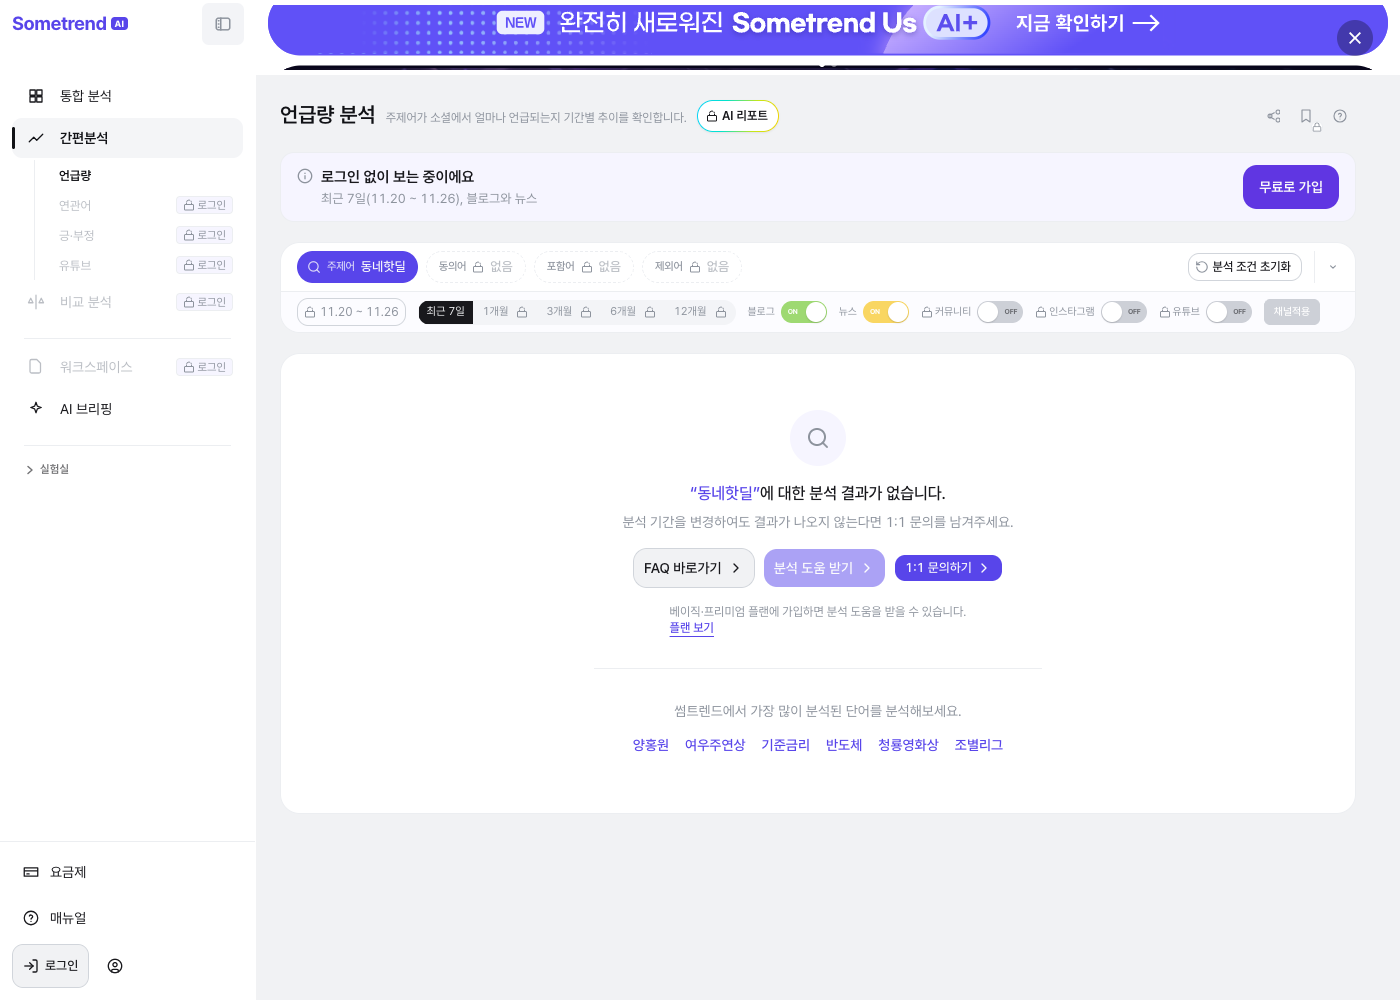 Sometrend AI
NEW 완전히 새로워진 Sometrend Us AI+ 지금 확인하기
통합 분석
간편분석
언급량
연관어 로그인
긍·부정 로그인
유튜브 로그인
비교 분석 로그인
워크스페이스 로그인
AI 브리핑
실험실
요금제
매뉴얼
로그인
언급량 분석 주제어가 소셜에서 얼마나 언급되는지 기간별 추이를 확인합니다. AI 리포트
로그인 없이 보는 중이에요
최근 7일(11.20 ~ 11.26), 블로그와 뉴스
무료로 가입
주제어 동네핫딜 동의어 없음 포함어 없음 제외어 없음 분석 조건 초기화
11.20 ~ 11.26 최근 7일 1개월 3개월 6개월 12개월 블로그 ON 뉴스 ON 커뮤니티 OFF 인스타그램 OFF 유튜브 OFF 채널적용
“동네핫딜”에 대한 분석 결과가 없습니다.
분석 기간을 변경하여도 결과가 나오지 않는다면 1:1 문의를 남겨주세요.
FAQ 바로가기 분석 도움 받기 1:1 문의하기
베이직·프리미엄 플랜에 가입하면 분석 도움을 받을 수 있습니다.
플랜 보기
썸트렌드에서 가장 많이 분석된 단어를 분석해보세요.
양홍원 여우주연상 기준금리 반도체 청룡영화상 조별리그